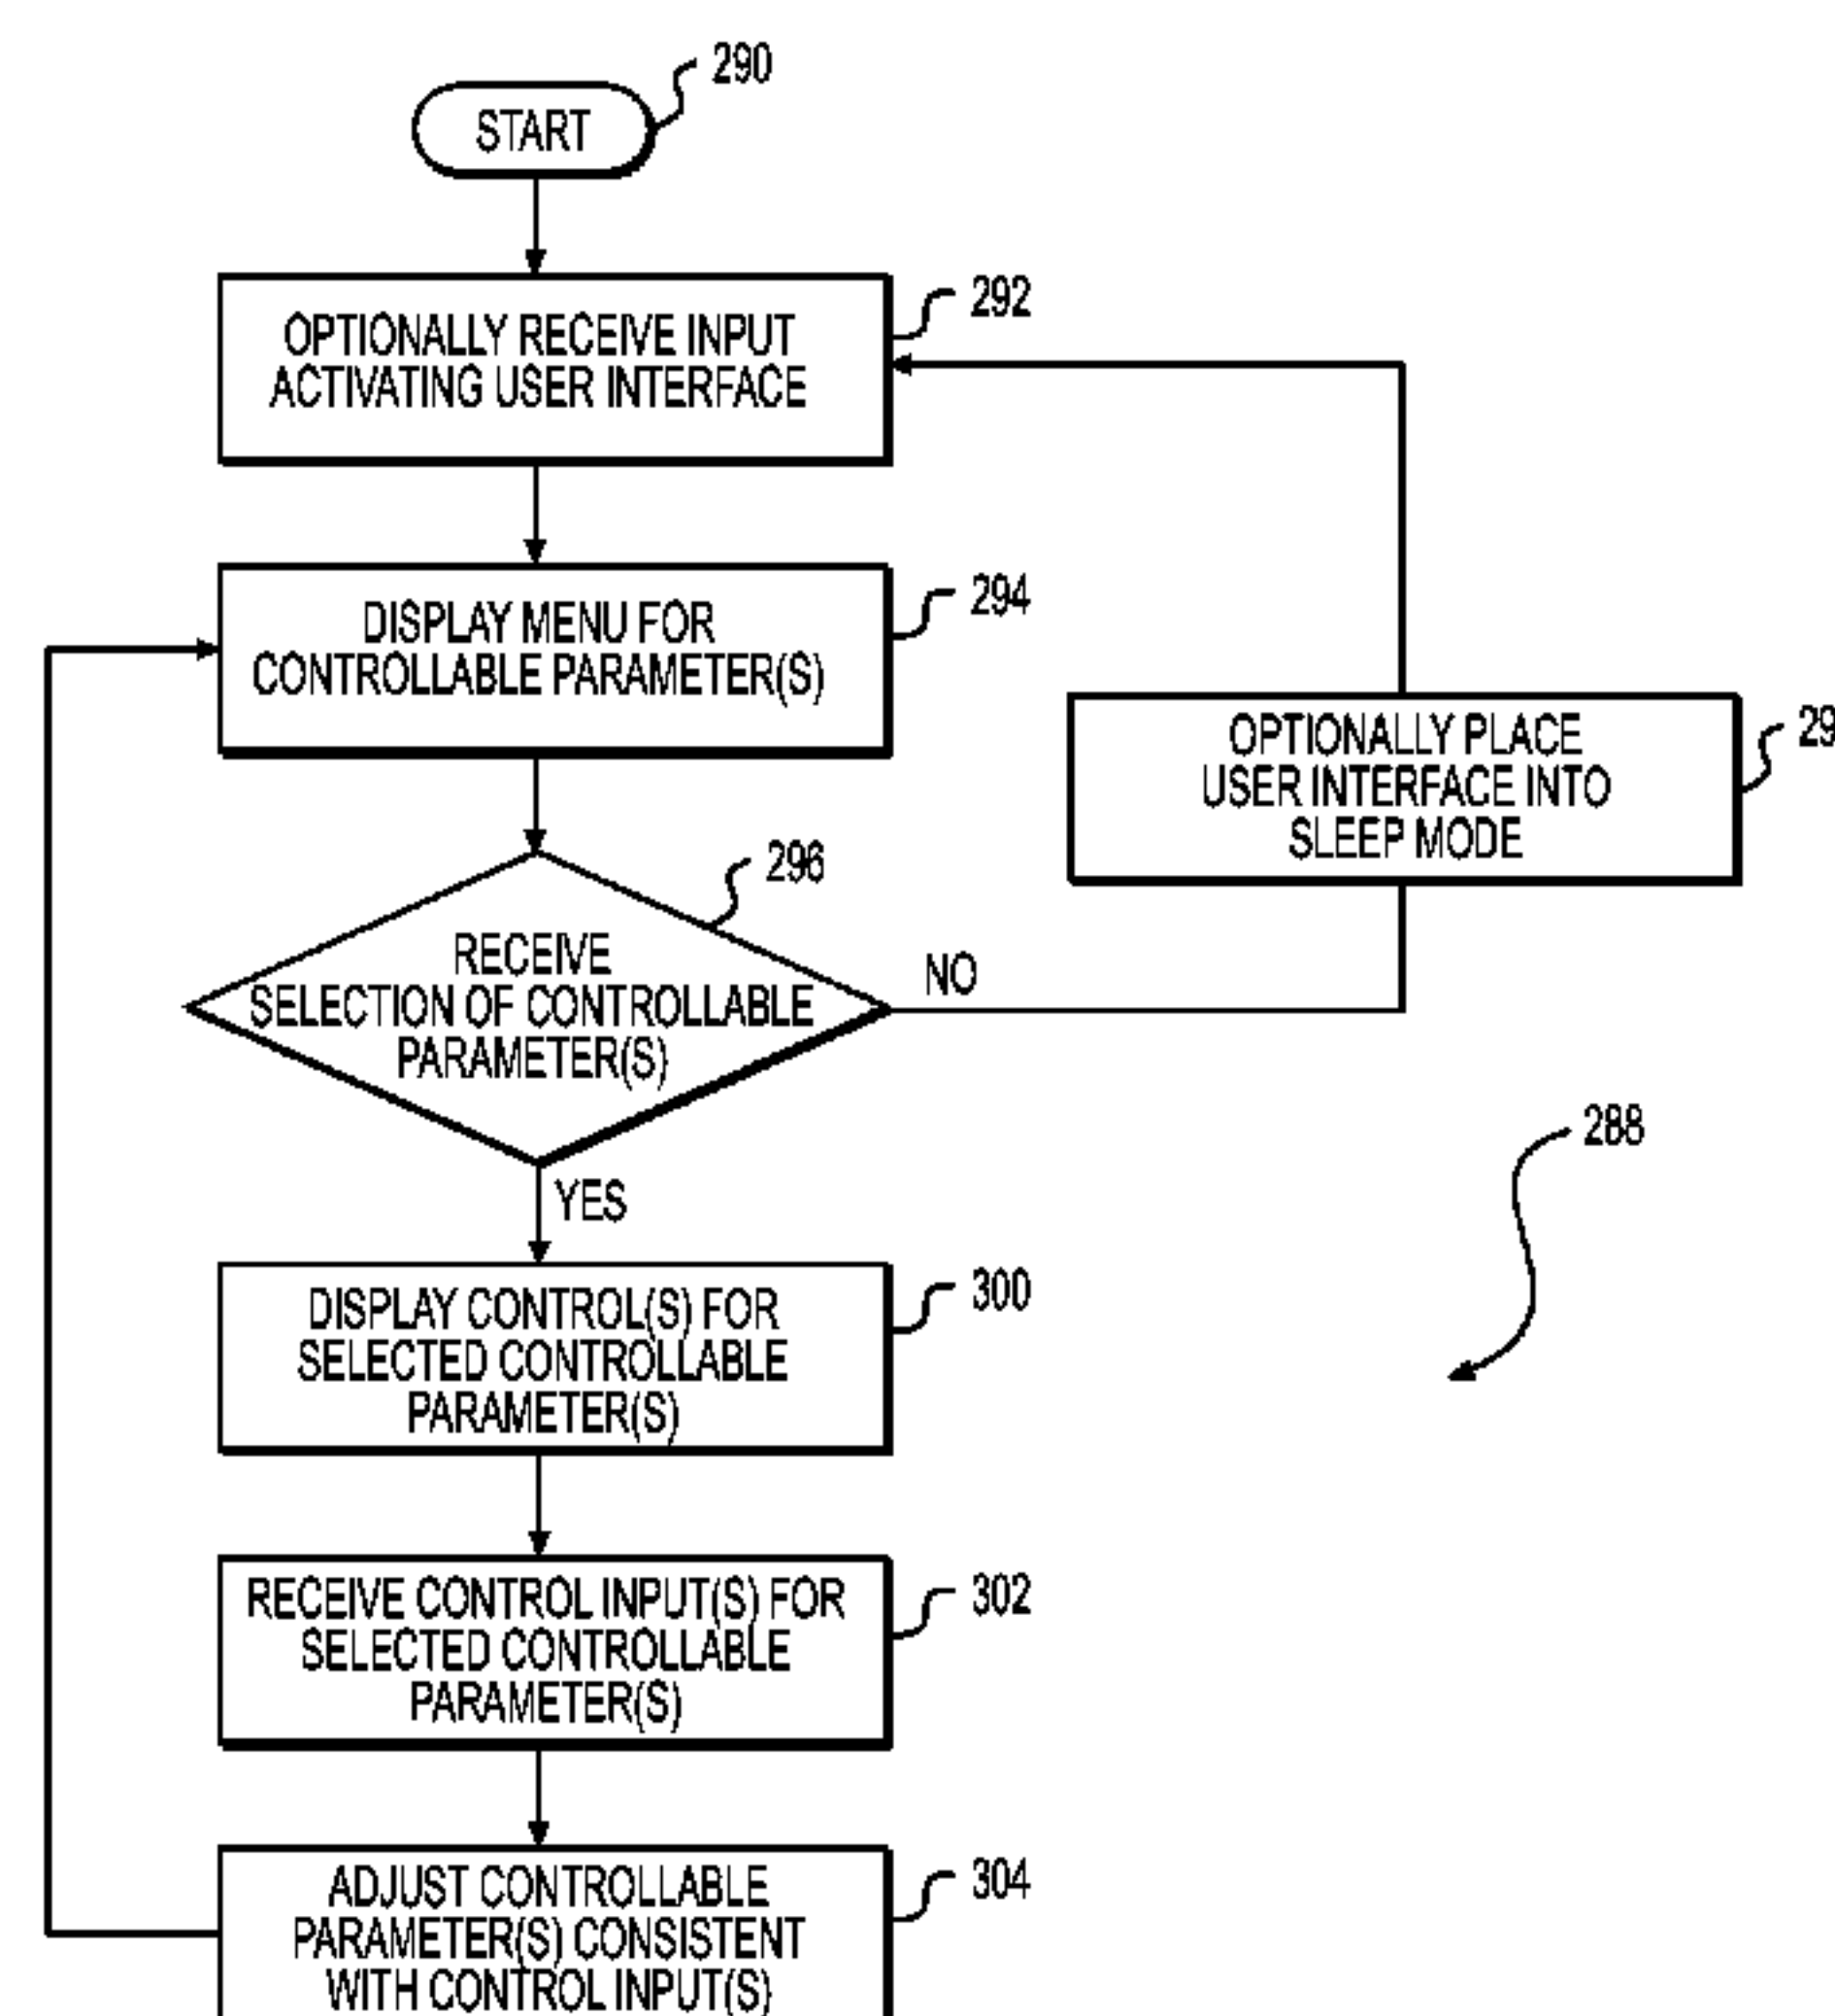 290
START
292
OPTIONALLY RECEIVE INPUT
ACTIVATING USER INTERFACE
294
DISPLAY MENU FOR
CONTROLLABLE PARAMETER(S)
OPTIONALLY PLACE
USER INTERFACE INTO
SLEEP MODE
296
RECEIVE
SELECTION OF CONTROLLABLE
PARAMETER(S)
NO
288
YES
300
DISPLAY CONTROL(S) FOR
SELECTED CONTROLLABLE
PARAMETER(S)
302
RECEIVE CONTROL INPUT(S) FOR
SELECTED CONTROLLABLE
PARAMETER(S)
304
ADJUST CONTROLLABLE
PARAMETER(S) CONSISTENT
WITH CONTROL INPUT(S)